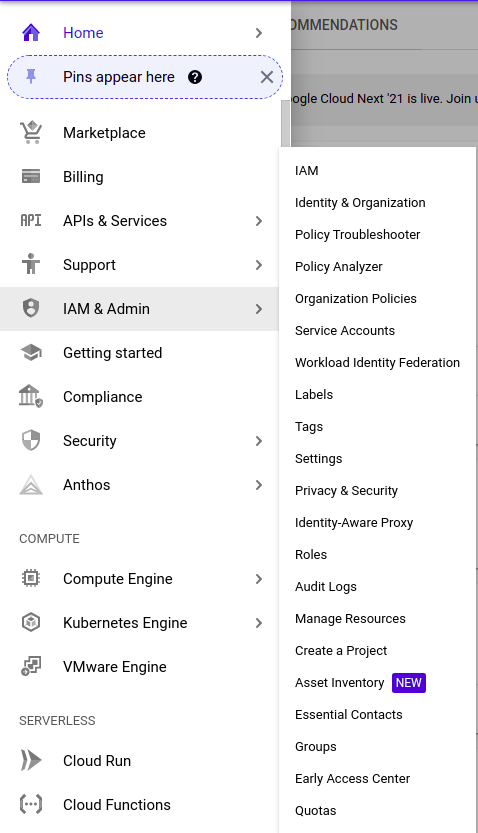 Home
OMMENDATIONS
Pins appear here
ogle Cloud Next '21 is live. Join
Marketplace
Billing
API APIs & Services
Support
IAM & Admin
Getting started
Compliance
Security
Anthos
COMPUTE
Compute Engine
Kubernetes Engine
VMware Engine
SERVERLESS
Cloud Run
Cloud Functions
IAM
Identity & Organization
Policy Troubleshooter
Policy Analyzer
Organization Policies
Service Accounts
Workload Identity Federation
Labels
Tags
Settings
Privacy & Security
Identity-Aware Proxy
Roles
Audit Logs
Manage Resources
Create a Project
Asset Inventory NEW
Essential Contacts
Groups
Early Access Center
Quotas